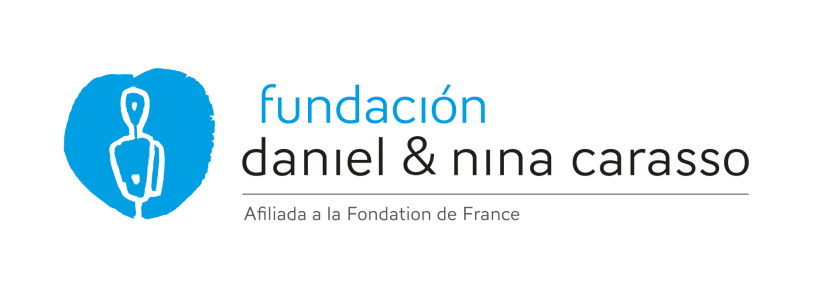 fundación
daniel & nina carasso
Afiliada a la Fondation de France